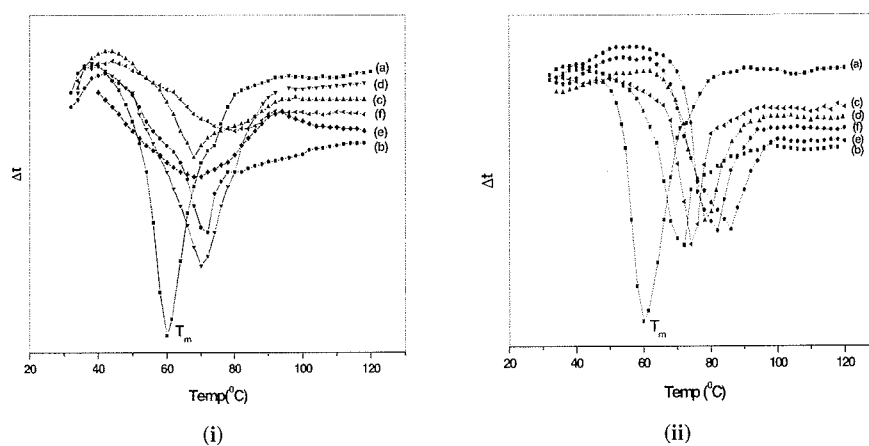 (a)
(d)
(c)
(f)
(e)
(b)
Δt
T_m
20 40 60 80 100 120
Temp(⁰C)
(i)
(a)
(c)
(d)
(f)
(e)
(b)
Δt
T_m
20 40 60 80 100 120
Temp(⁰C)
(ii)